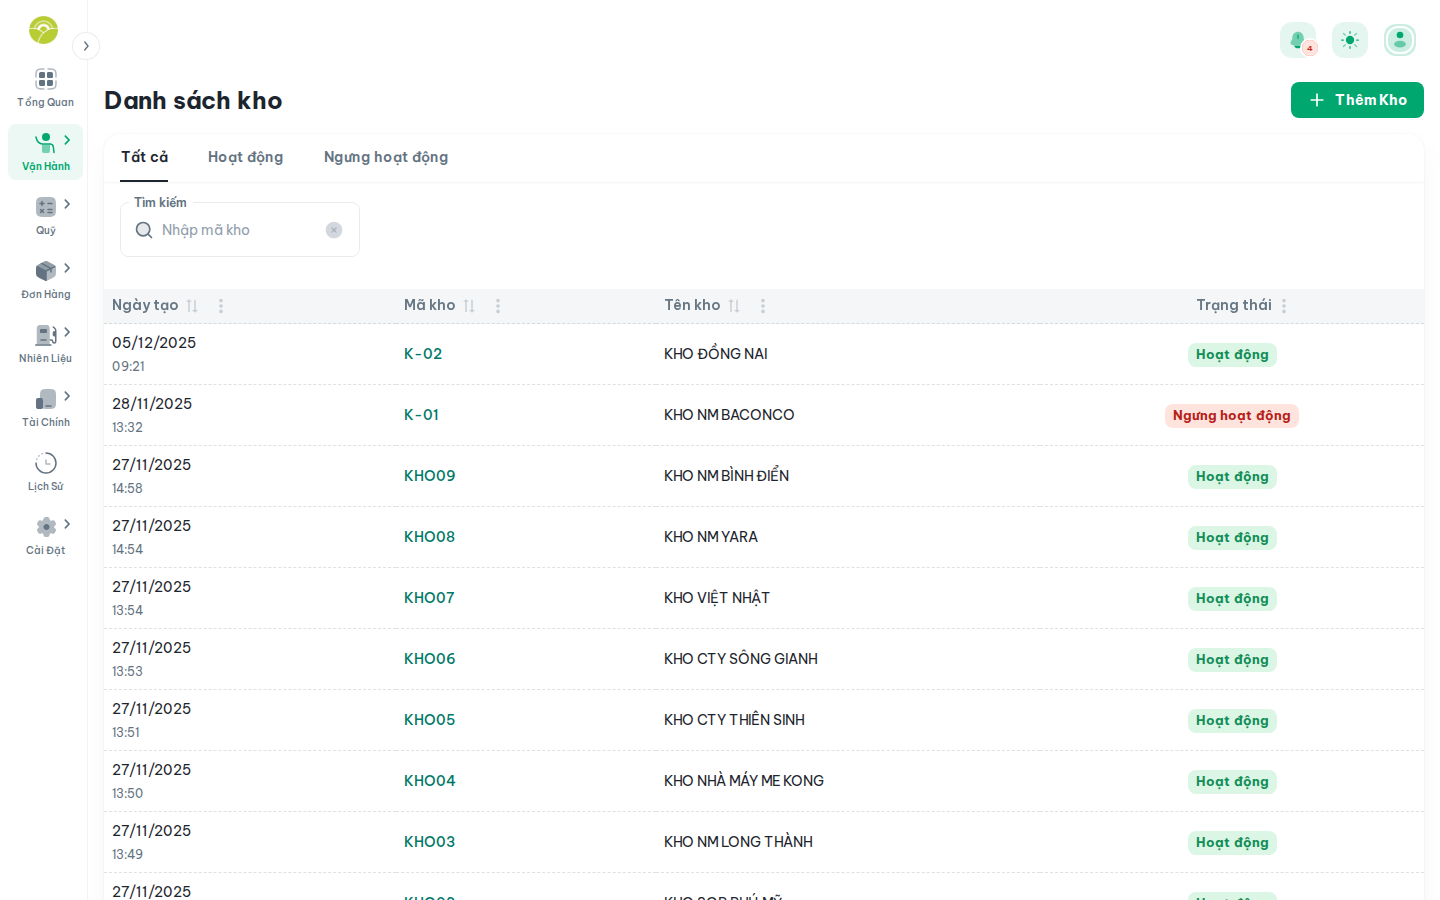 4
Tổng Quan
Vận Hành
Quỹ
Đơn Hàng
Nhiên Liệu
Tài Chính
Lịch Sử
Cài Đặt
Danh sách kho
Thêm Kho
Tất cả
Hoạt động
Ngưng hoạt động
Tìm kiếm
Nhập mã kho
Ngày tạo
Mã kho
Tên kho
Trạng thái
05/12/2025
09:21
K-02
KHO ĐỒNG NAI
Hoạt động
28/11/2025
13:32
K-01
KHO NM BACONCO
Ngưng hoạt động
27/11/2025
14:58
KHO09
KHO NM BÌNH ĐIỂN
Hoạt động
27/11/2025
14:54
KHO08
KHO NM YARA
Hoạt động
27/11/2025
13:54
KHO07
KHO VIỆT NHẬT
Hoạt động
27/11/2025
13:53
KHO06
KHO CTY SÔNG GIANH
Hoạt động
27/11/2025
13:51
KHO05
KHO CTY THIÊN SINH
Hoạt động
27/11/2025
13:50
KHO04
KHO NHÀ MÁY ME KONG
Hoạt động
27/11/2025
13:49
KHO03
KHO NM LONG THÀNH
Hoạt động
27/11/2025